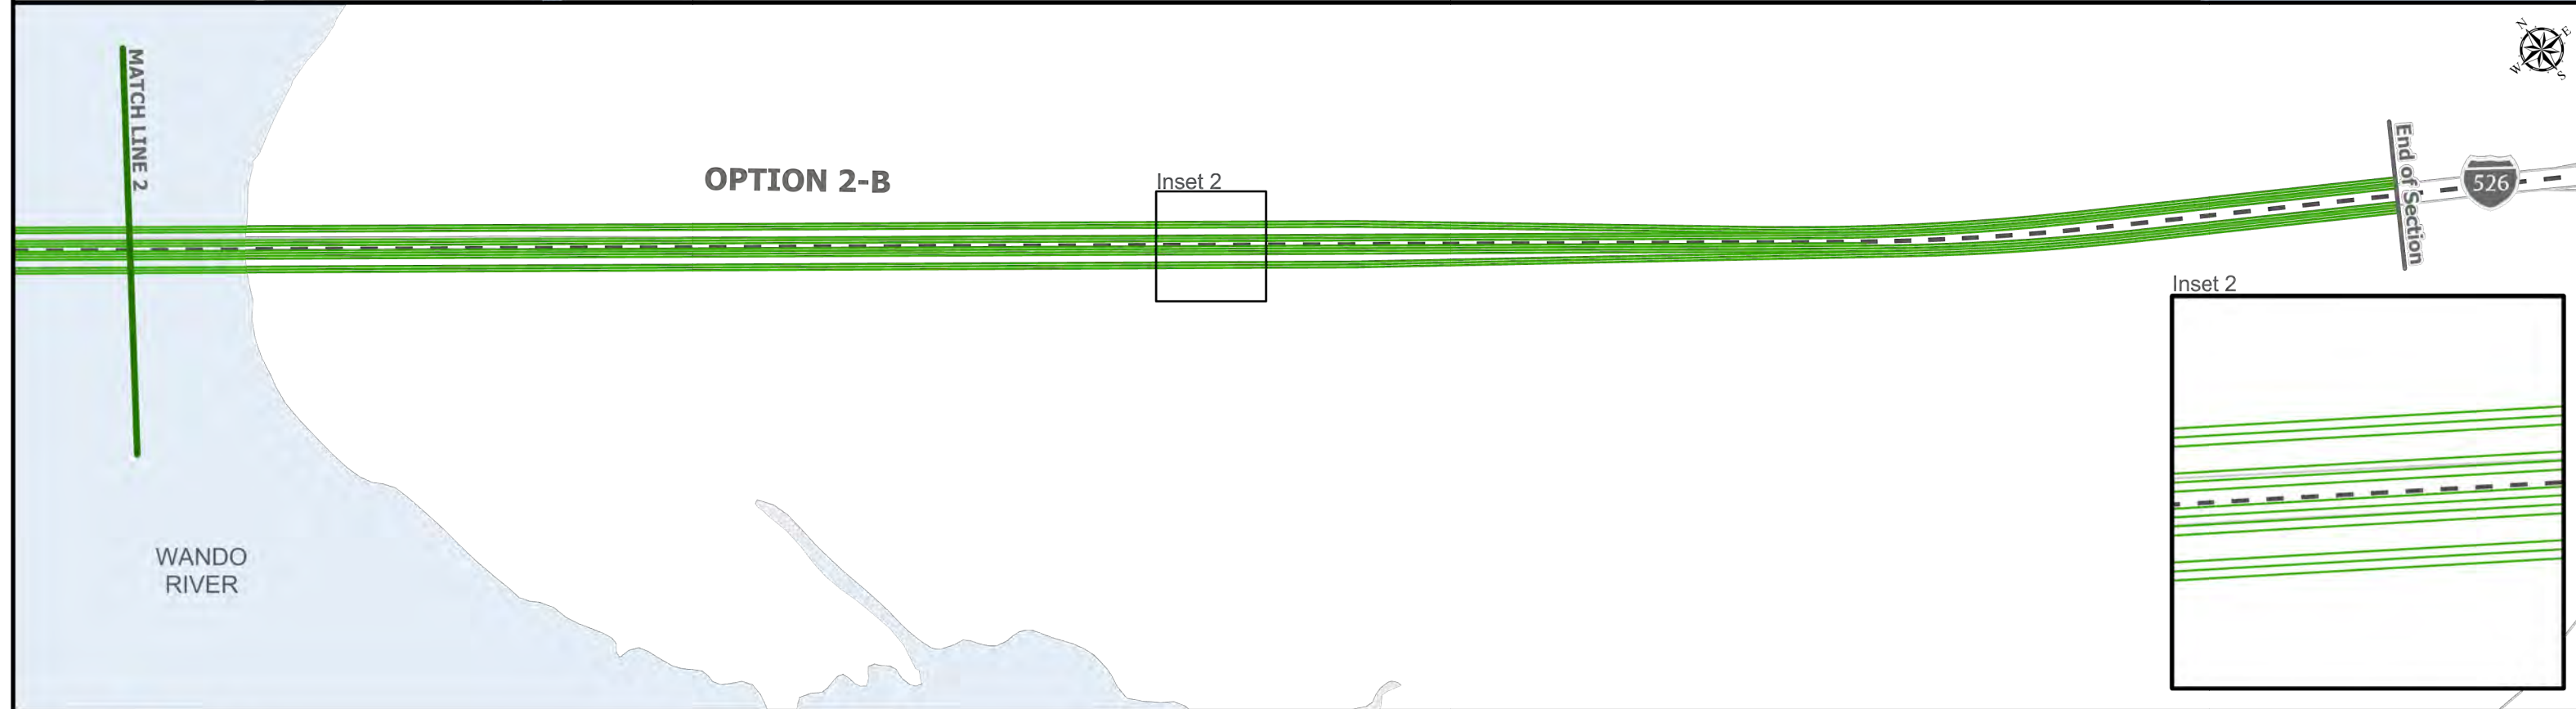 MATCH LINE 2
OPTION 2-B
Inset 2
N
E
W
S
End of Section
526
Inset 2
WANDO
RIVER